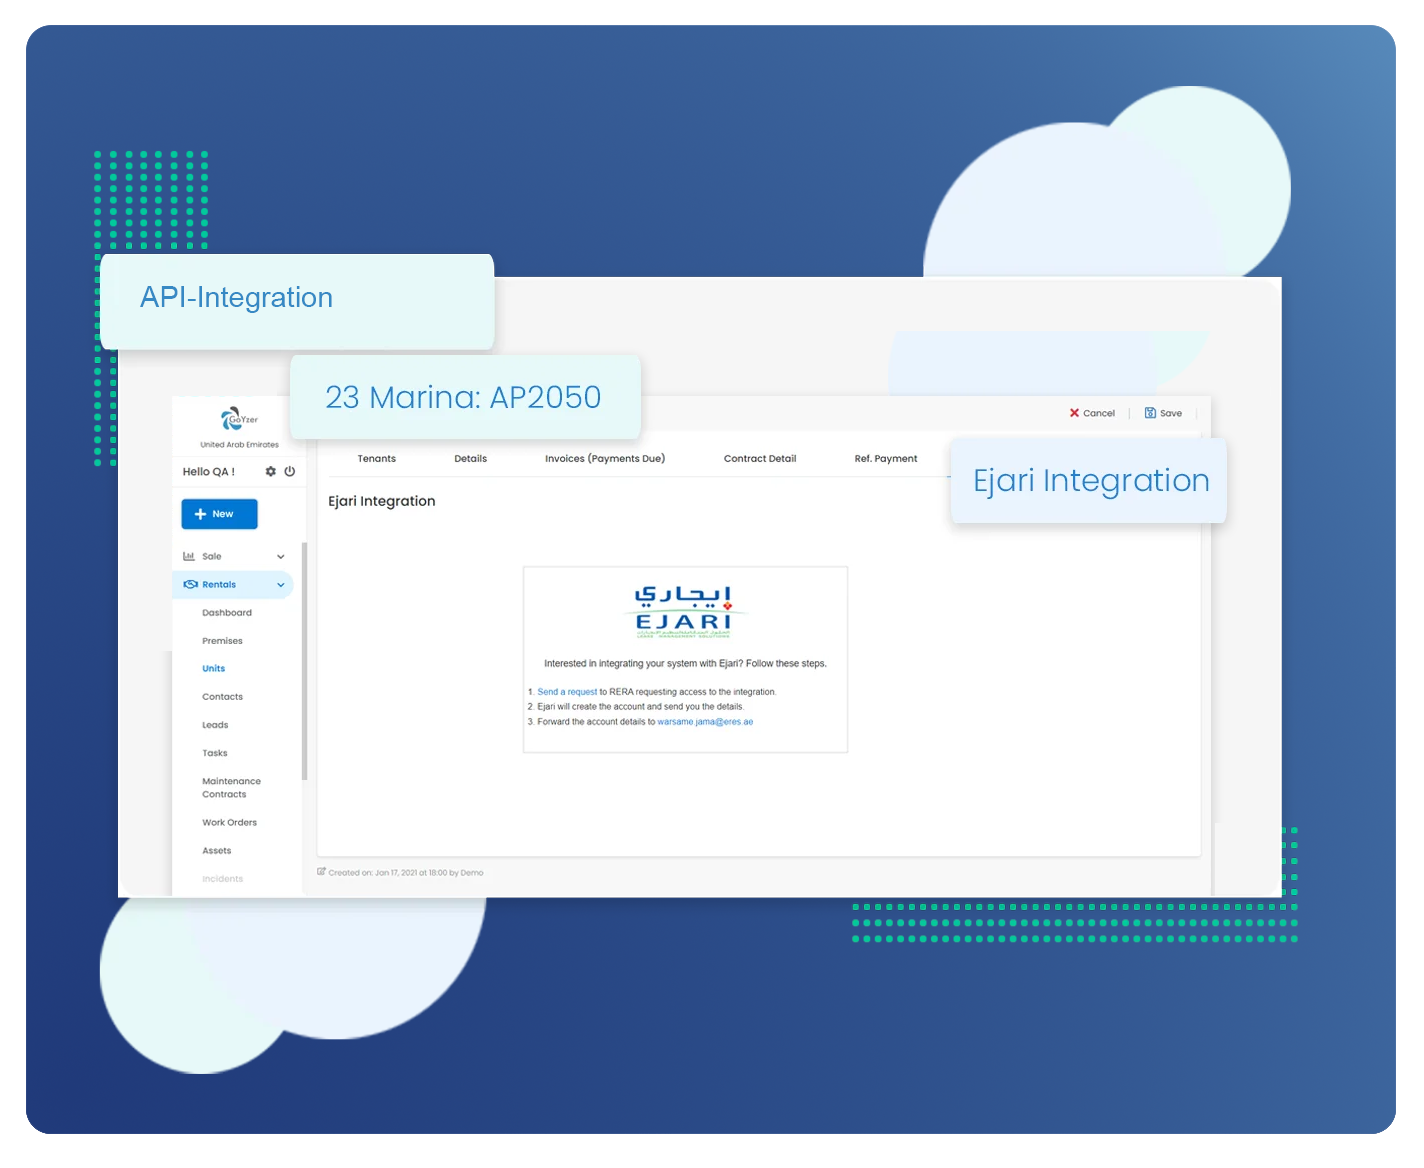 API-Integration
23 Marina: AP2050
GoYzer
United Arab Emirates
Cancel
Save
Hello QA !
Tenants
Details
Invoices (Payments Due)
Contract Detail
Ref. Payment
Ejari Integration
Ejari Integration
New
Sale
Rentals
Dashboard
Premises
Units
Contacts
Leads
Tasks
Maintenance
Contracts
Work Orders
Assets
Incidents
إيجاري
EJARI
Interested in integrating your system with Ejari? Follow these steps.
1. Send a request to RERA requesting access to the integration.
2. Ejari will create the account and send you the details.
3. Forward the account details to warsame.jama@eres.ae
Created on: Jan 17, 2021 at 18:00 by Demo